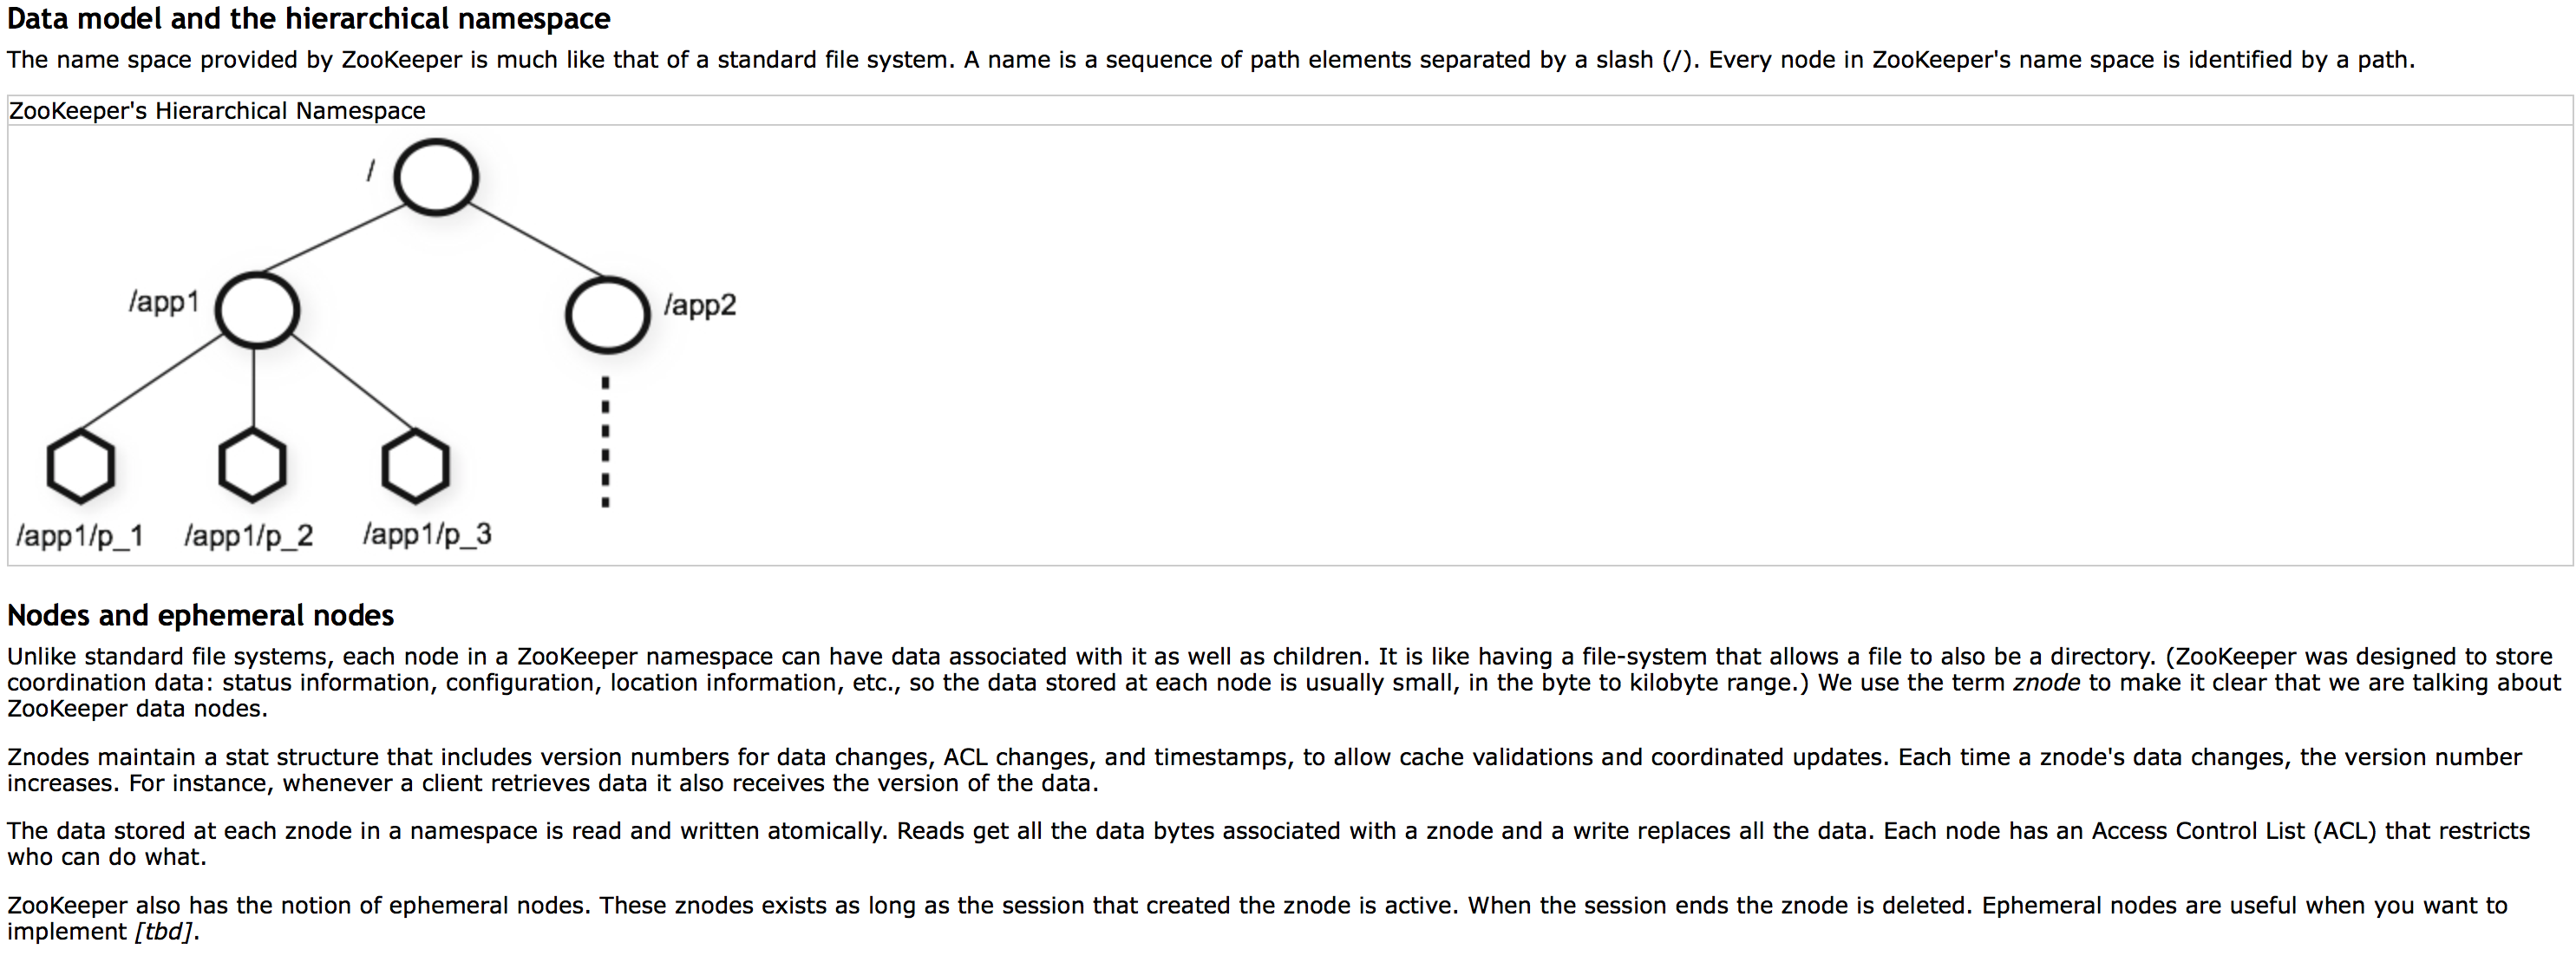 Data model and the hierarchical namespace
The name space provided by ZooKeeper is much like that of a standard file system. A name is a sequence of path elements separated by a slash (/). Every node in ZooKeeper's name space is identified by a path.
ZooKeeper's Hierarchical Namespace
/
/app1
/app2
/app1/p_1
/app1/p_2
/app1/p_3
Nodes and ephemeral nodes
Unlike standard file systems, each node in a ZooKeeper namespace can have data associated with it as well as children. It is like having a file-system that allows a file to also be a directory. (ZooKeeper was designed to store
coordination data: status information, configuration, location information, etc., so the data stored at each node is usually small, in the byte to kilobyte range.) We use the term znode to make it clear that we are talking about
ZooKeeper data nodes.
Znodes maintain a stat structure that includes version numbers for data changes, ACL changes, and timestamps, to allow cache validations and coordinated updates. Each time a znode's data changes, the version number
increases. For instance, whenever a client retrieves data it also receives the version of the data.
The data stored at each znode in a namespace is read and written atomically. Reads get all the data bytes associated with a znode and a write replaces all the data. Each node has an Access Control List (ACL) that restricts
who can do what.
ZooKeeper also has the notion of ephemeral nodes. These znodes exists as long as the session that created the znode is active. When the session ends the znode is deleted. Ephemeral nodes are useful when you want to
implement [tbd].